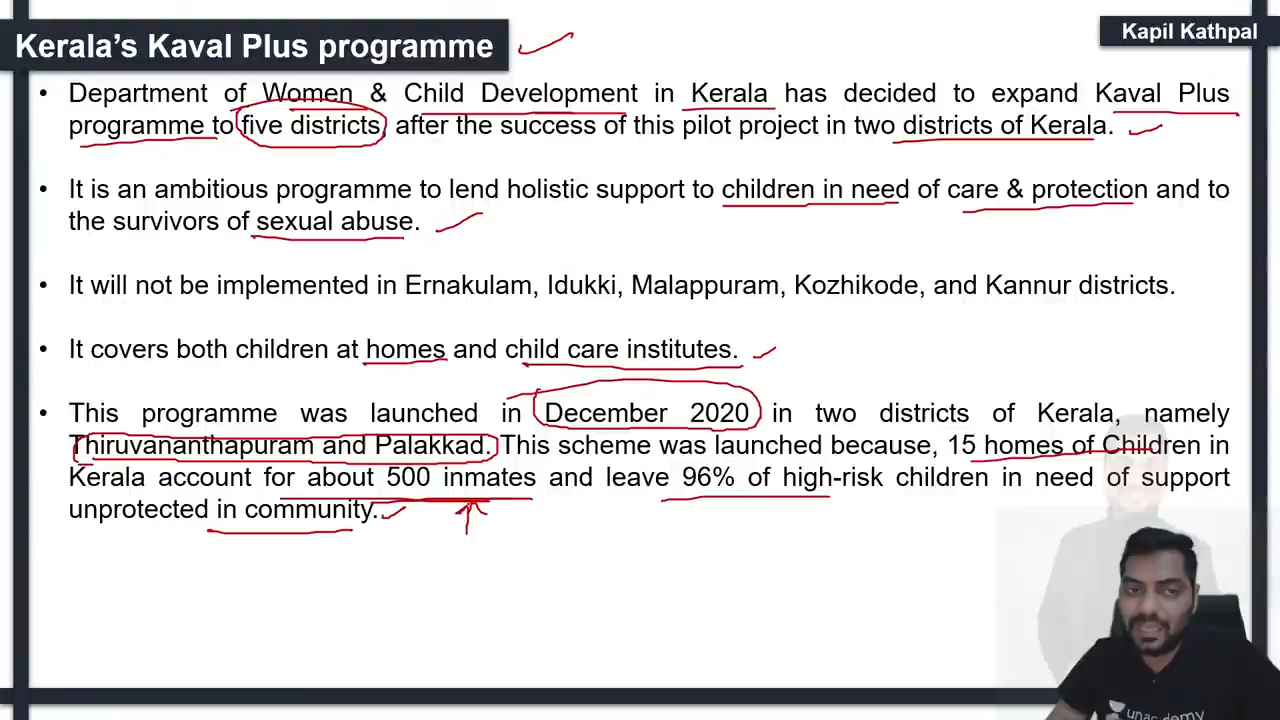 Kerala's Kaval Plus programme
Kapil Kathpal
• Department of Women & Child Development in Kerala has decided to expand Kaval Plus
programme to five districts, after the success of this pilot project in two districts of Kerala.
• It is an ambitious programme to lend holistic support to children in need of care & protection and to
the survivors of sexual abuse.
• It will not be implemented in Ernakulam, Idukki, Malappuram, Kozhikode, and Kannur districts.
• It covers both children at homes and child care institutes.
• This programme was launched in December 2020 in two districts of Kerala, namely
Thiruvananthapuram and Palakkad. This scheme was launched because, 15 homes of Children in
Kerala account for about 500 inmates and leave 96% of high-risk children in need of support
unprotected in community.
unacademy